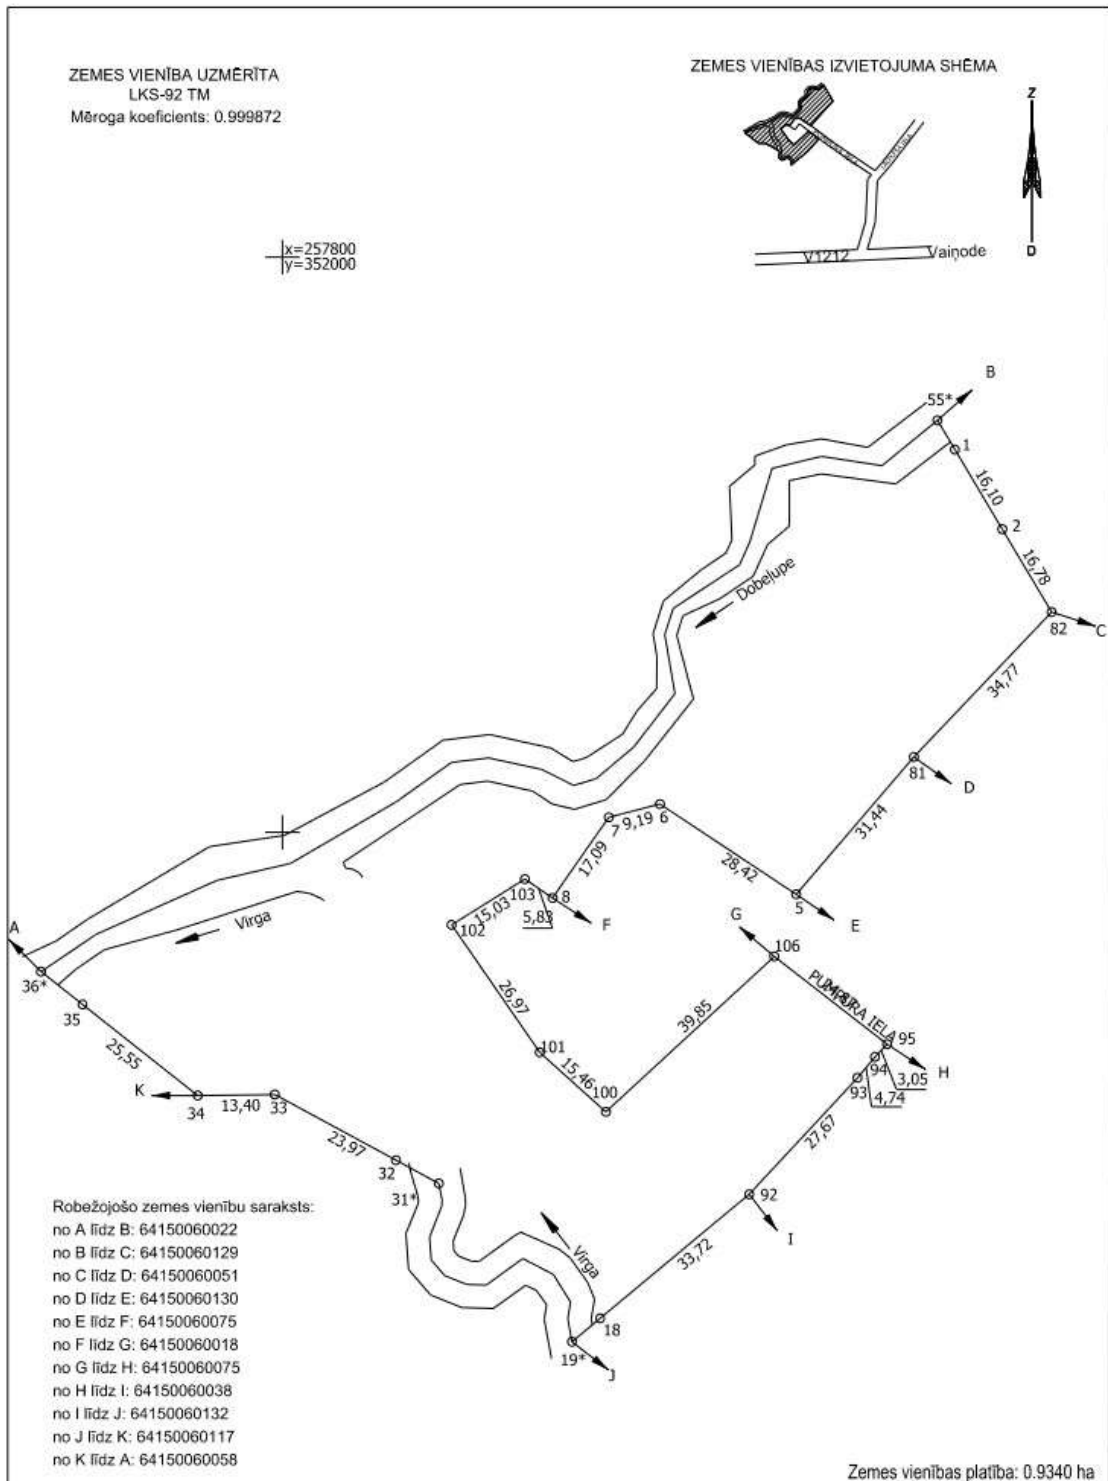 ZEMES VIENĪBA UZMĒRĪTA
LKS-92 TM
Mēroga koeficients: 0.999872
ZEMES VIENĪBAS IZVIETOJUMA SHĒMA
Z
D
V1212
Vaiņode
x=257800
y=352000
B
55*
1
16,10
2
16,78
82
C
Dobeļupe
34,77
81
D
31,44
7
9,19
6
17,09
28,42
5
E
103
8
15,03
5,83
F
102
G
106
A
Virga
36*
35
26,97
39,85
PUMPURA IELA
95
94
H
3,05
93
4,74
101
15,46
100
25,55
K
34
13,40
33
27,67
23,97
32
31*
92
I
33,72
Virga
18
19*
J
Robežojošo zemes vienību saraksts:
no A līdz B: 64150060022
no B līdz C: 64150060129
no C līdz D: 64150060051
no D līdz E: 64150060130
no E līdz F: 64150060075
no F līdz G: 64150060018
no G līdz H: 64150060075
no H līdz I: 64150060038
no I līdz J: 64150060132
no J līdz K: 64150060117
no K līdz A: 64150060058
Zemes vienības platība: 0.9340 ha